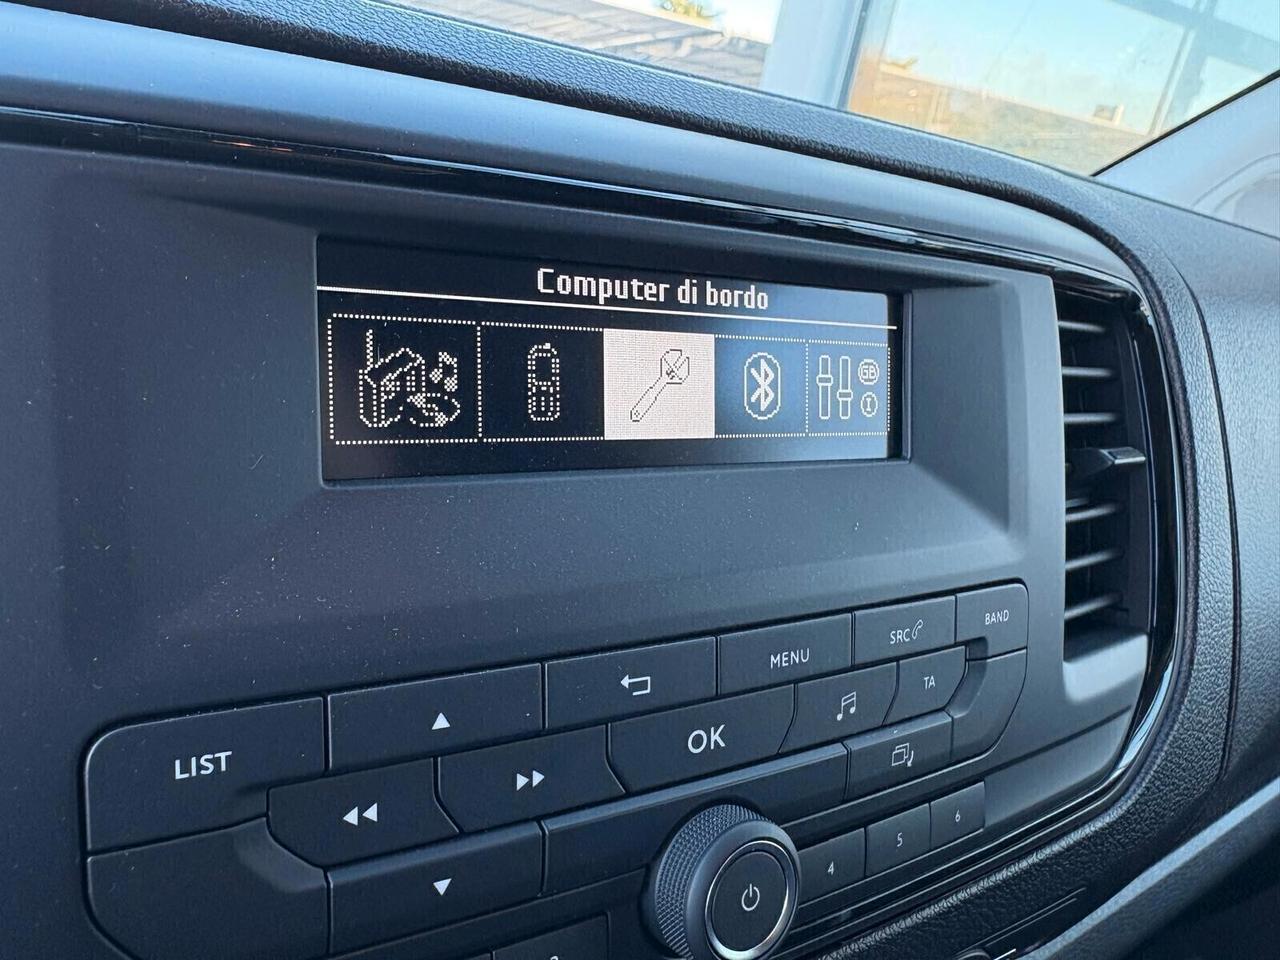 Computer di bordo
GB
I
BAND
SRC
MENU
TA
OK
LIST
6
5
4